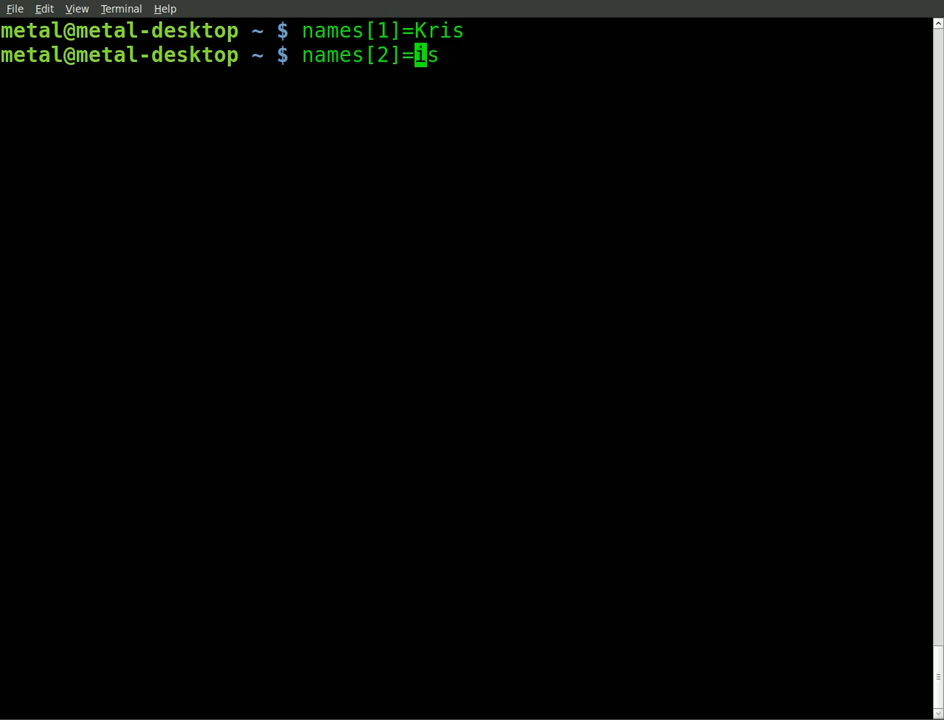 File Edit View Terminal Help
metal@metal-desktop ~ $ names[1]=Kris
metal@metal-desktop ~ $ names[2]=is